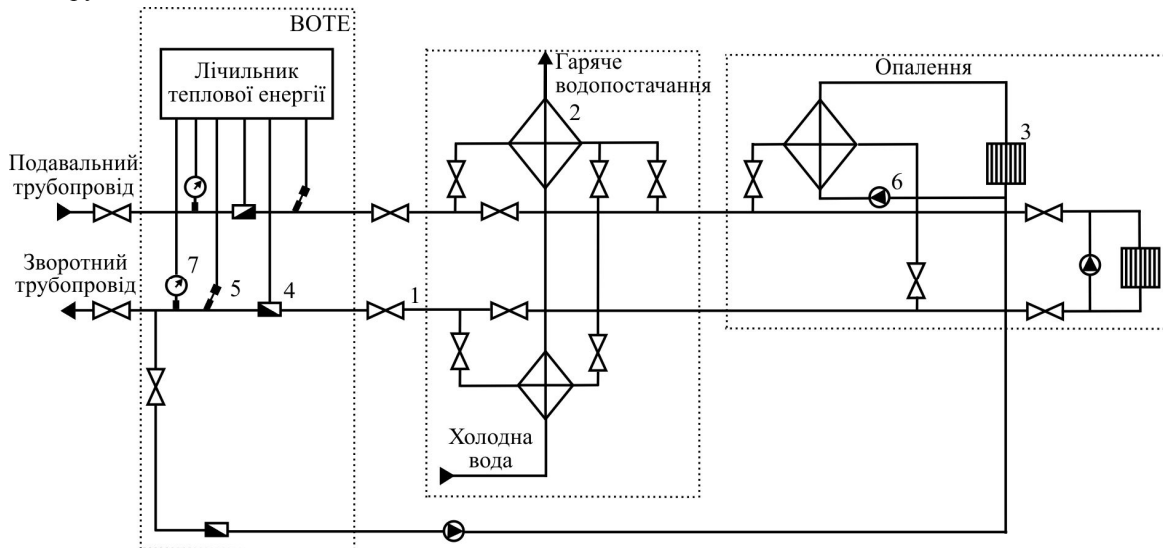 ВОТЕ
Лічильник
теплової енергії
Гаряче
водопостачання
Опалення
2
3
Подавальний
трубопровід
6
Зворотний
трубопровід
7
5
4
1
Холодна
вода